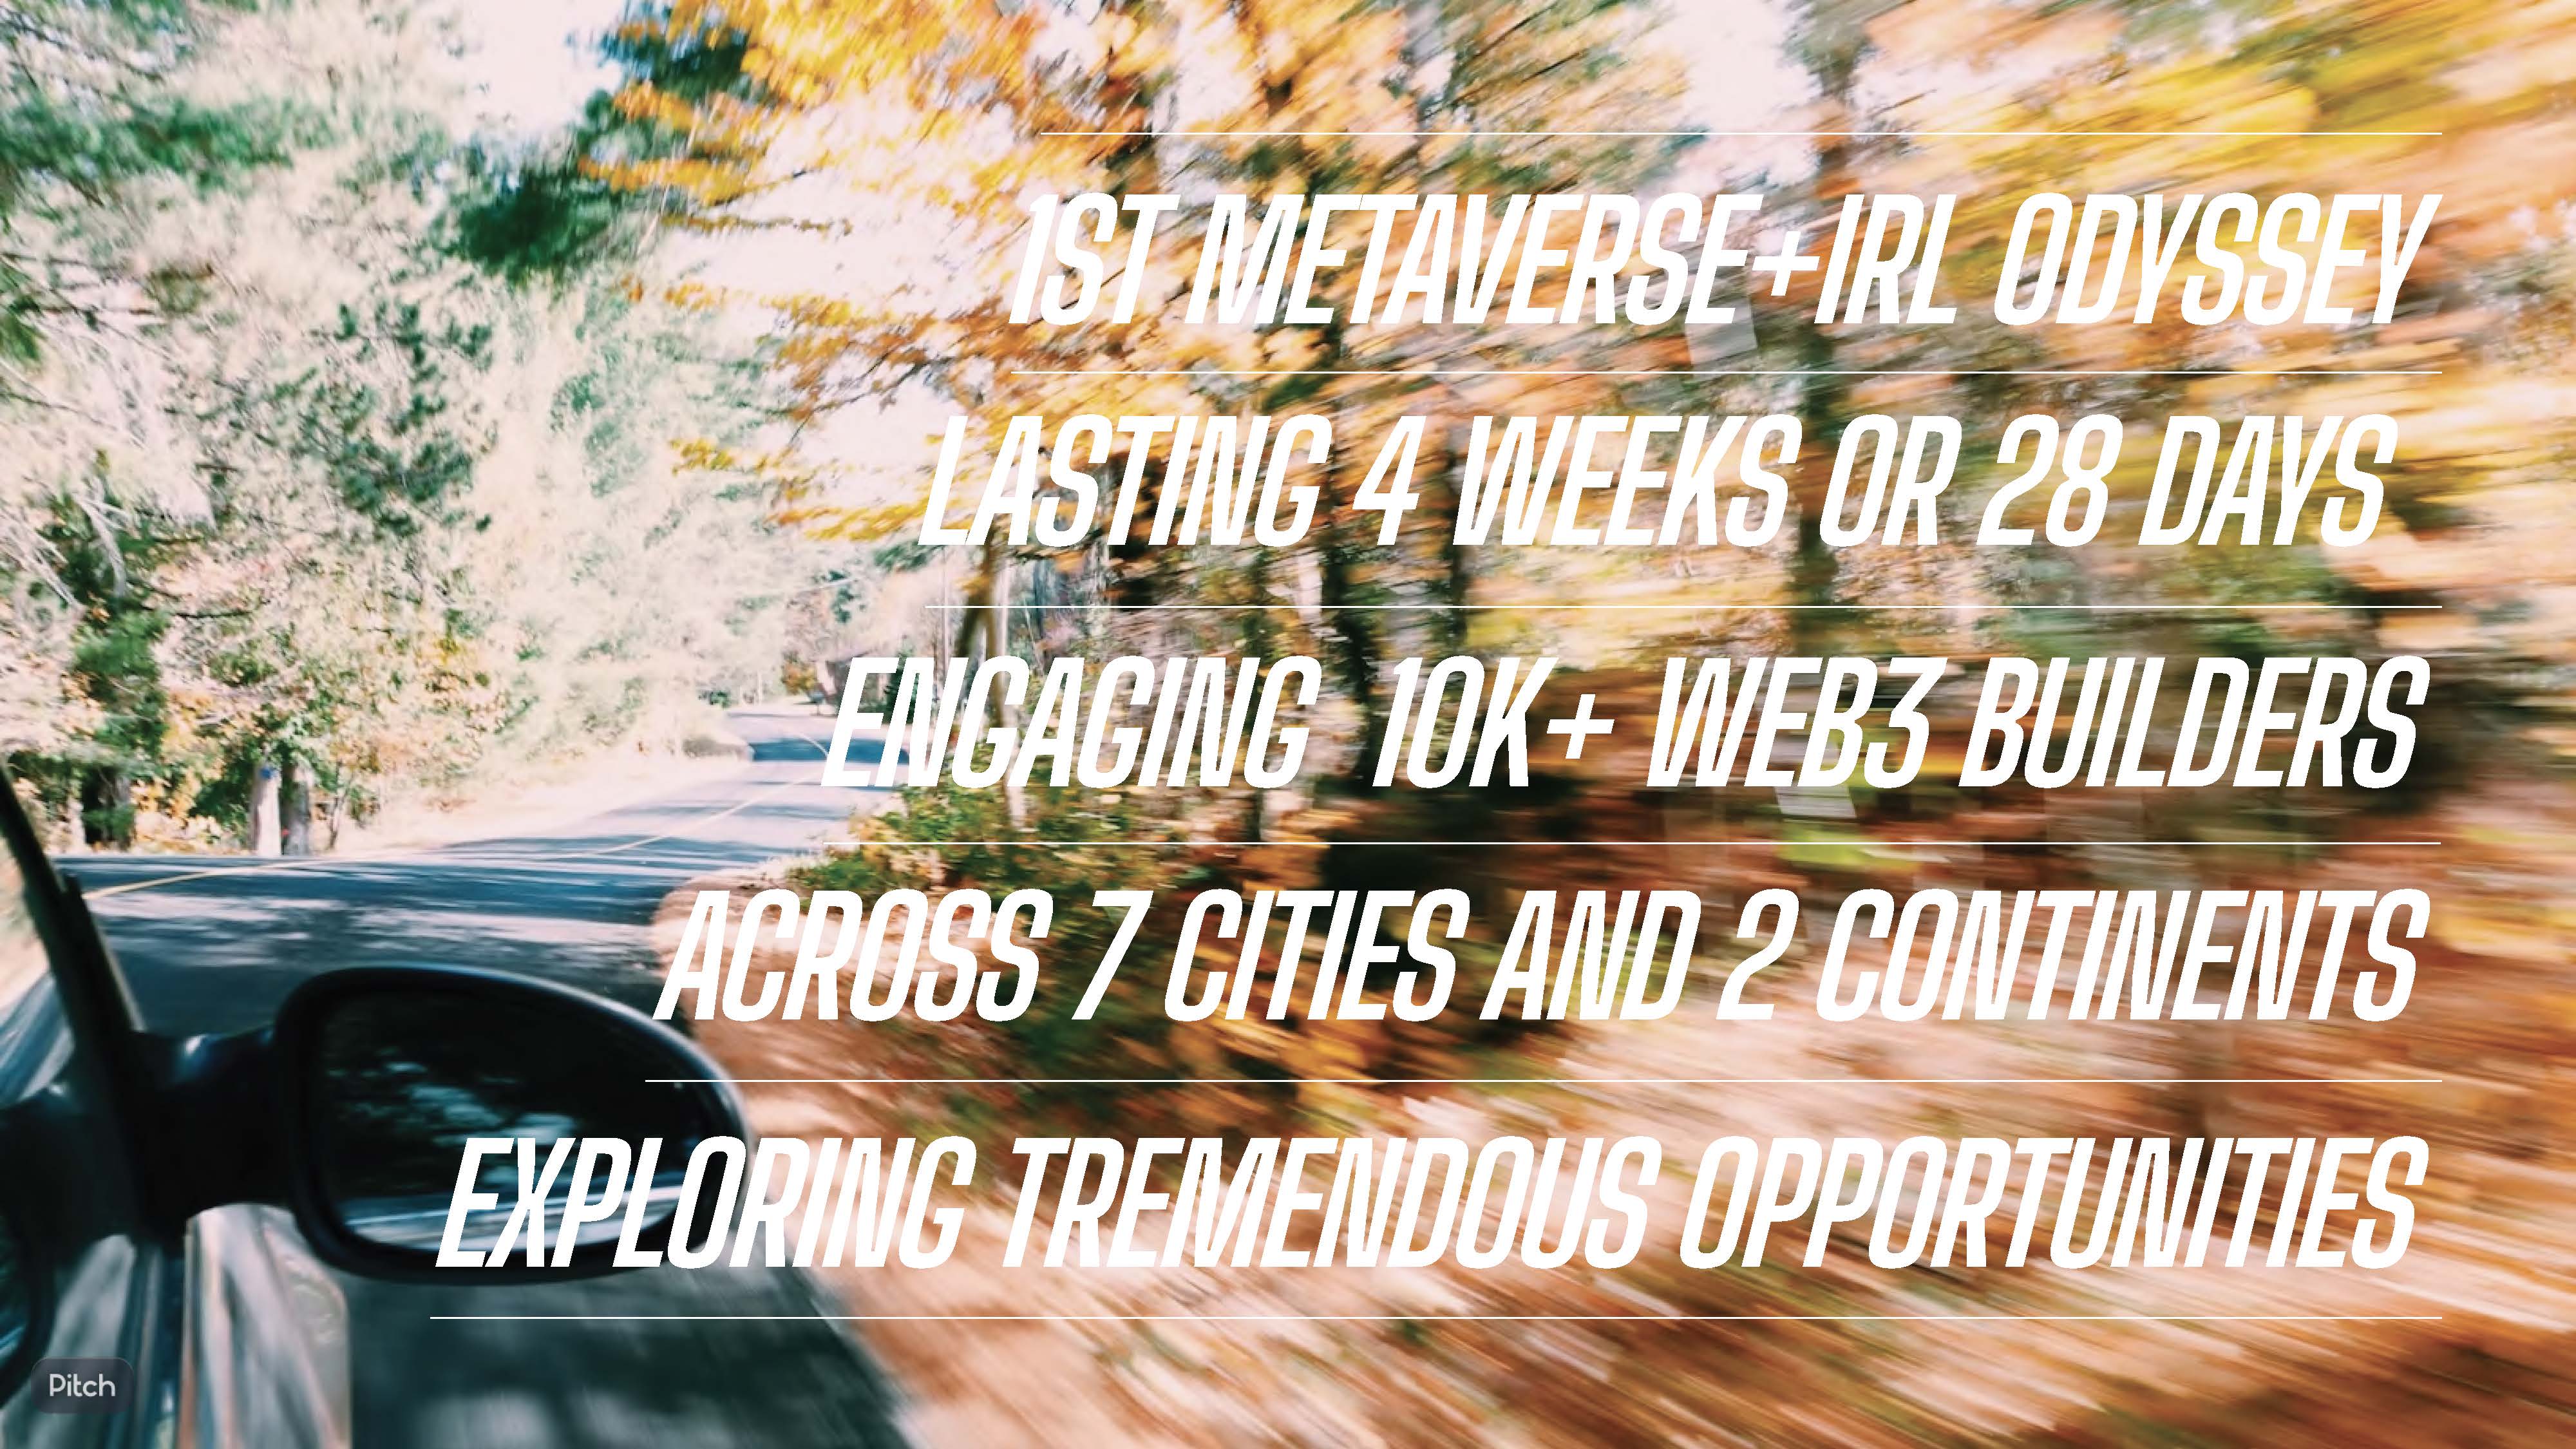 1ST METAVERSE+IRL ODYSSEY
LASTING 4 WEEKS OR 28 DAYS
ENGAGING 10K+ WEB3 BUILDERS
ACROSS 7 CITIES AND 2 CONTINENTS
EXPLORING TREMENDOUS OPPORTUNITIES
Pitch